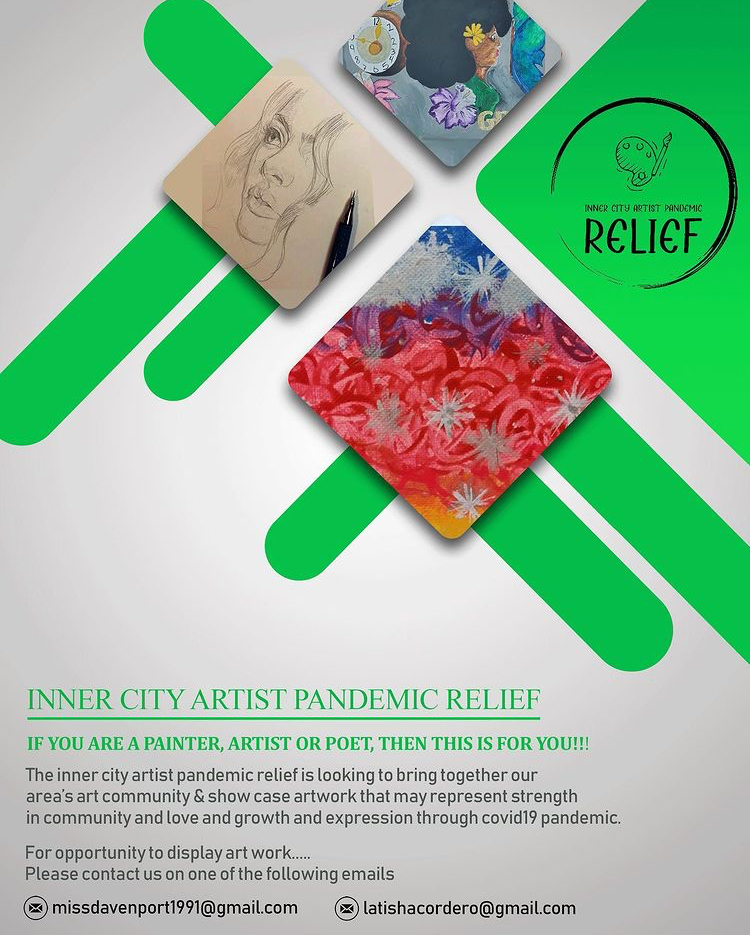 INNER CITY ARTIST PANDEMIC
RELIEF
INNER CITY ARTIST PANDEMIC RELIEF
IF YOU ARE A PAINTER, ARTIST OR POET, THEN THIS IS FOR YOU!!!
The inner city artist pandemic relief is looking to bring together our
area's art community & show case artwork that may represent strength
in community and love and growth and expression through covid19 pandemic.
For opportunity to display art work.....
Please contact us on one of the following emails
missdavenport1991@gmail.com latishacordero@gmail.com